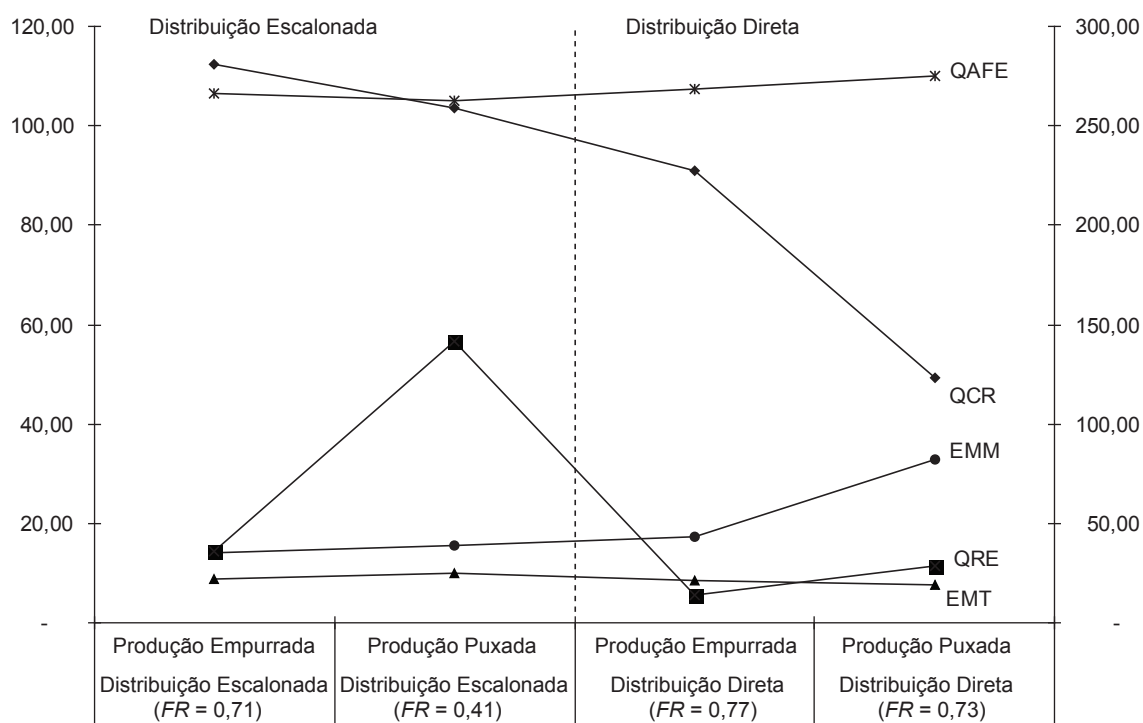 120,00
100,00
80,00
60,00
40,00
20,00
-
Distribuição Escalonada
Distribuição Direta
300,00
250,00
200,00
150,00
100,00
50,00
-
QAFE
QCR
EMM
QRE
EMT
Produção Empurrada
Distribuição Escalonada
(FR = 0,71)
Produção Puxada
Distribuição Escalonada
(FR = 0,41)
Produção Empurrada
Distribuição Direta
(FR = 0,77)
Produção Puxada
Distribuição Direta
(FR = 0,73)